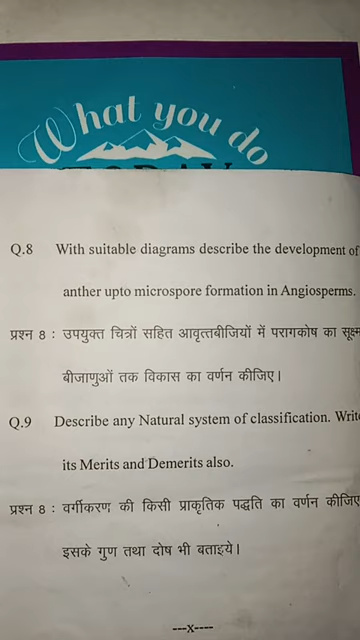 What you do
Q.8 With suitable diagrams describe the development of
anther upto microspore formation in Angiosperms.
प्रश्न 8 : उपयुक्त चित्रों सहित आवृत्तबीजियों में परागकोष का सूक्ष्म
बीजाणुओं तक विकास का वर्णन कीजिए।
Q.9 Describe any Natural system of classification. Write
its Merits and Demerits also.
प्रश्न 8 : वर्गीकरण की किसी प्राकृतिक पद्धति का वर्णन कीजिए
इसके गुण तथा दोष भी बताइये।
---x----